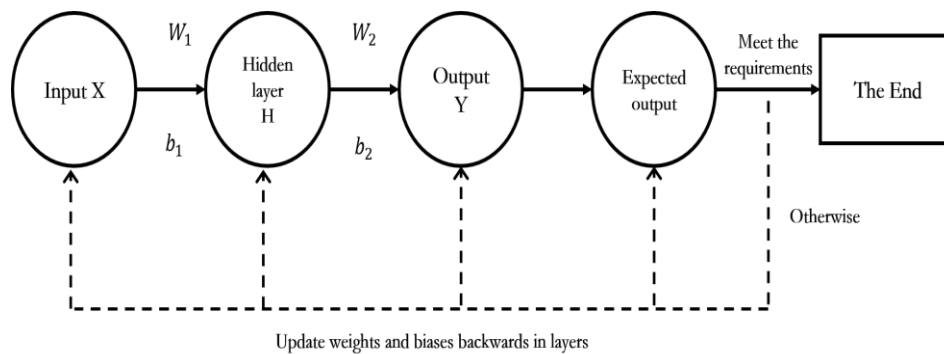 W₁
W₂
Meet the
requirements
Input X
Hidden
layer
H
Output
Y
Expected
output
The End
b₁
b₂
Otherwise
Update weights and biases backwards in layers